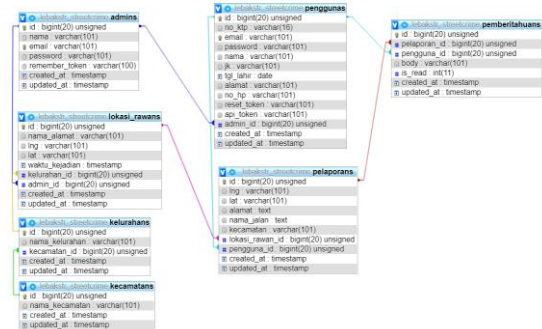 lebakstr_streetcrime admins
id : bigint(20) unsigned
nama : varchar(101)
email : varchar(101)
password : varchar(101)
remember_token : varchar(100)
created_at : timestamp
updated_at : timestamp
lebakstr_streetcrime lokasi_rawans
id : bigint(20) unsigned
nama_alamat : varchar(101)
lng : varchar(101)
lat : varchar(101)
waktu_kejadian : timestamp
kelurahan_id : bigint(20) unsigned
admin_id : bigint(20) unsigned
created_at : timestamp
updated_at : timestamp
lebakstr_streetcrime kelurahans
id : bigint(20) unsigned
nama_kelurahan : varchar(101)
kecamatan_id : bigint(20) unsigned
created_at : timestamp
updated_at : timestamp
lebakstr_streetcrime kecamatans
id : bigint(20) unsigned
nama_kecamatan : varchar(101)
created_at : timestamp
updated_at : timestamp
lebakstr_streetcrime penggunas
id : bigint(20) unsigned
no_ktp : varchar(16)
email : varchar(101)
password : varchar(101)
nama : varchar(101)
jk : varchar(101)
tgl_lahir : date
alamat : varchar(101)
no_hp : varchar(101)
reset_token : varchar(101)
api_token : varchar(101)
admin_id : bigint(20) unsigned
created_at : timestamp
updated_at : timestamp
lebakstr_streetcrime pelaporans
id : bigint(20) unsigned
lng : varchar(101)
lat : varchar(101)
alamat : text
nama_jalan : text
kecamatan : varchar(101)
lokasi_rawan_id : bigint(20) unsigned
pengguna_id : bigint(20) unsigned
created_at : timestamp
updated_at : timestamp
lebakstr_streetcrime pemberitahuans
id : bigint(20) unsigned
pelaporan_id : bigint(20) unsigned
pengguna_id : bigint(20) unsigned
body : varchar(101)
is_read : int(11)
created_at : timestamp
updated_at : timestamp